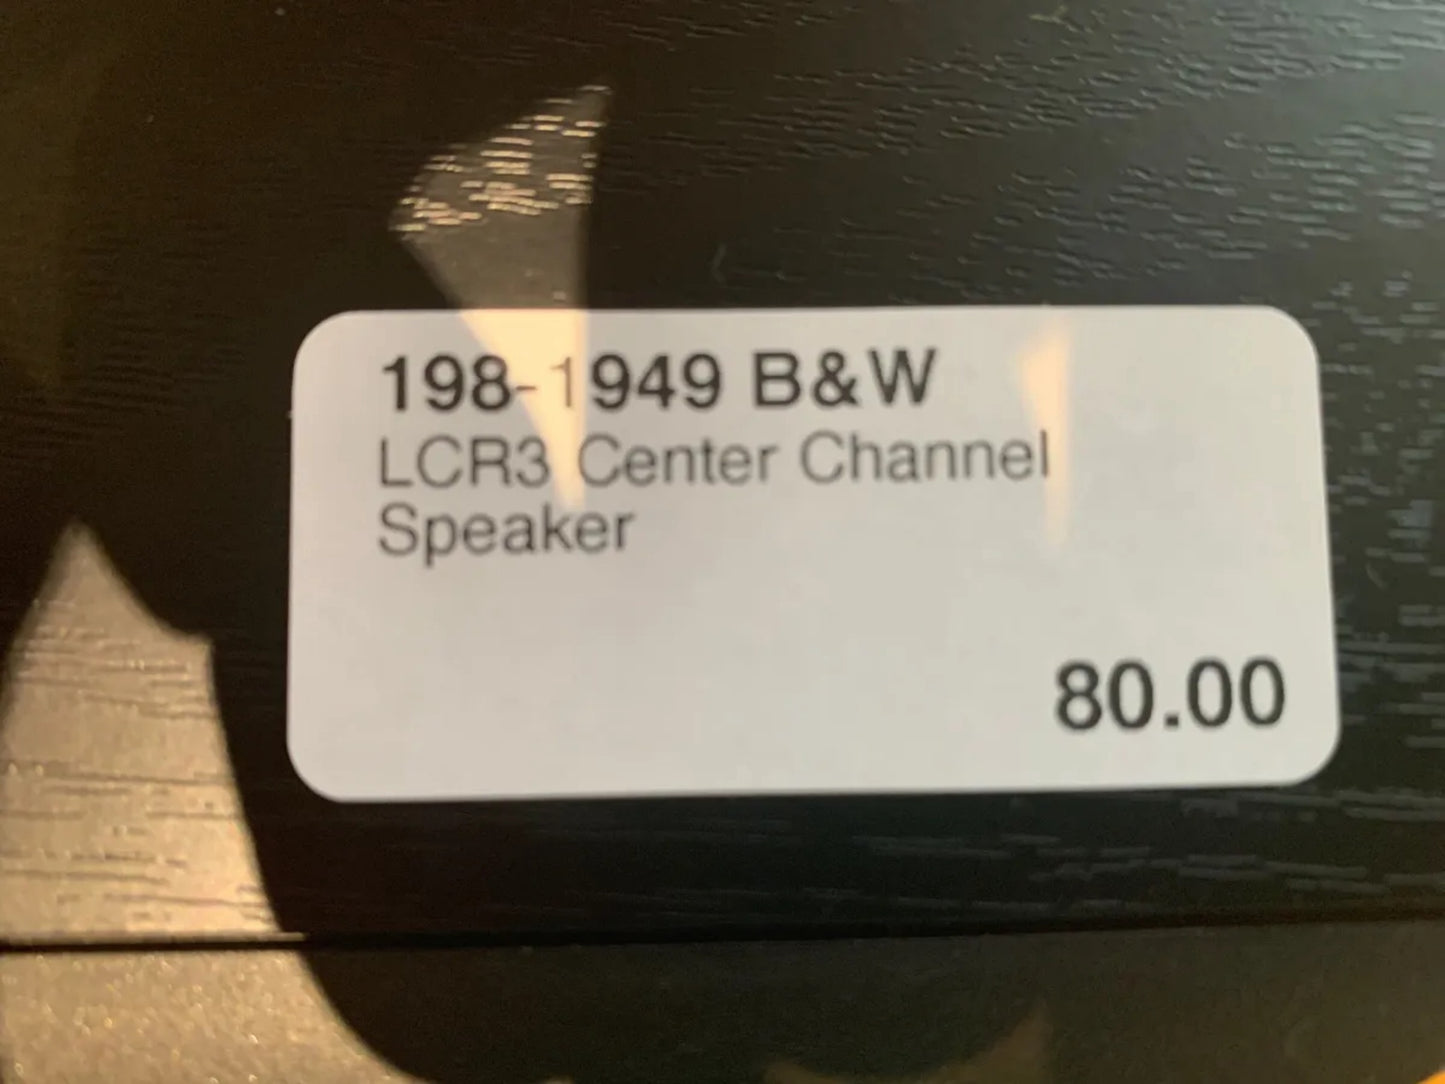 198-1949 B&W
LCR3 Center Channel
Speaker
80.00